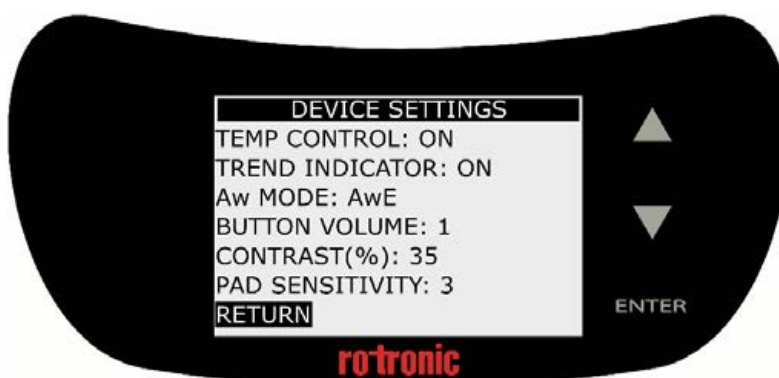 DEVICE SETTINGS
TEMP CONTROL: ON
TREND INDICATOR: ON
Aw MODE: AwE
BUTTON VOLUME: 1
CONTRAST(%): 35
PAD SENSITIVITY: 3
RETURN
ENTER
rotronic